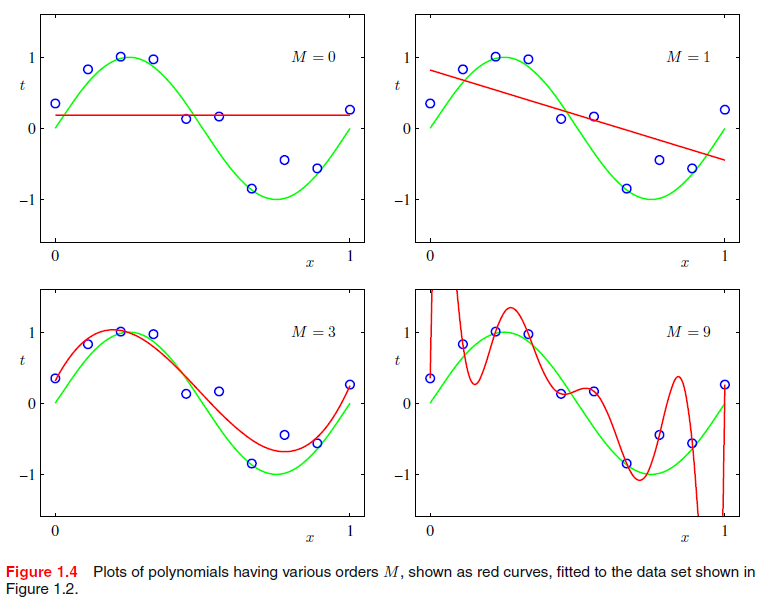 M = 0
1
t
0
−1
0
x
1
M = 1
1
t
0
−1
0
x
1
M = 3
1
t
0
−1
0
x
1
M = 9
1
t
0
−1
0
x
1
Figure 1.4 Plots of polynomials having various orders M, shown as red curves, fitted to the data set shown in
Figure 1.2.